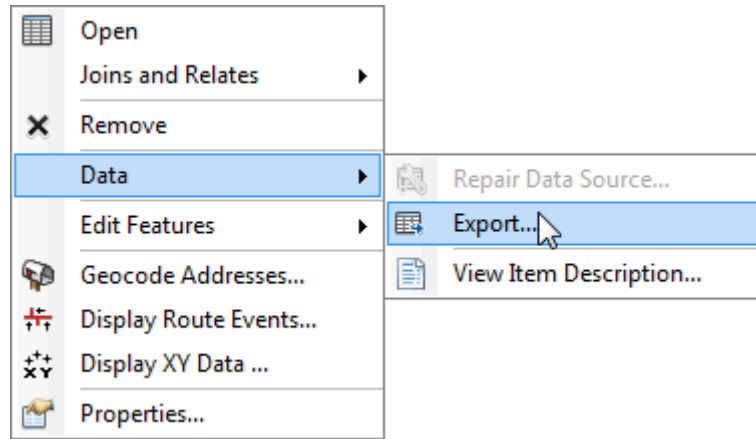 Open
Joins and Relates
Remove
Data
Repair Data Source...
Edit Features
Export...
Geocode Addresses...
View Item Description...
Display Route Events...
Display XY Data ...
Properties...